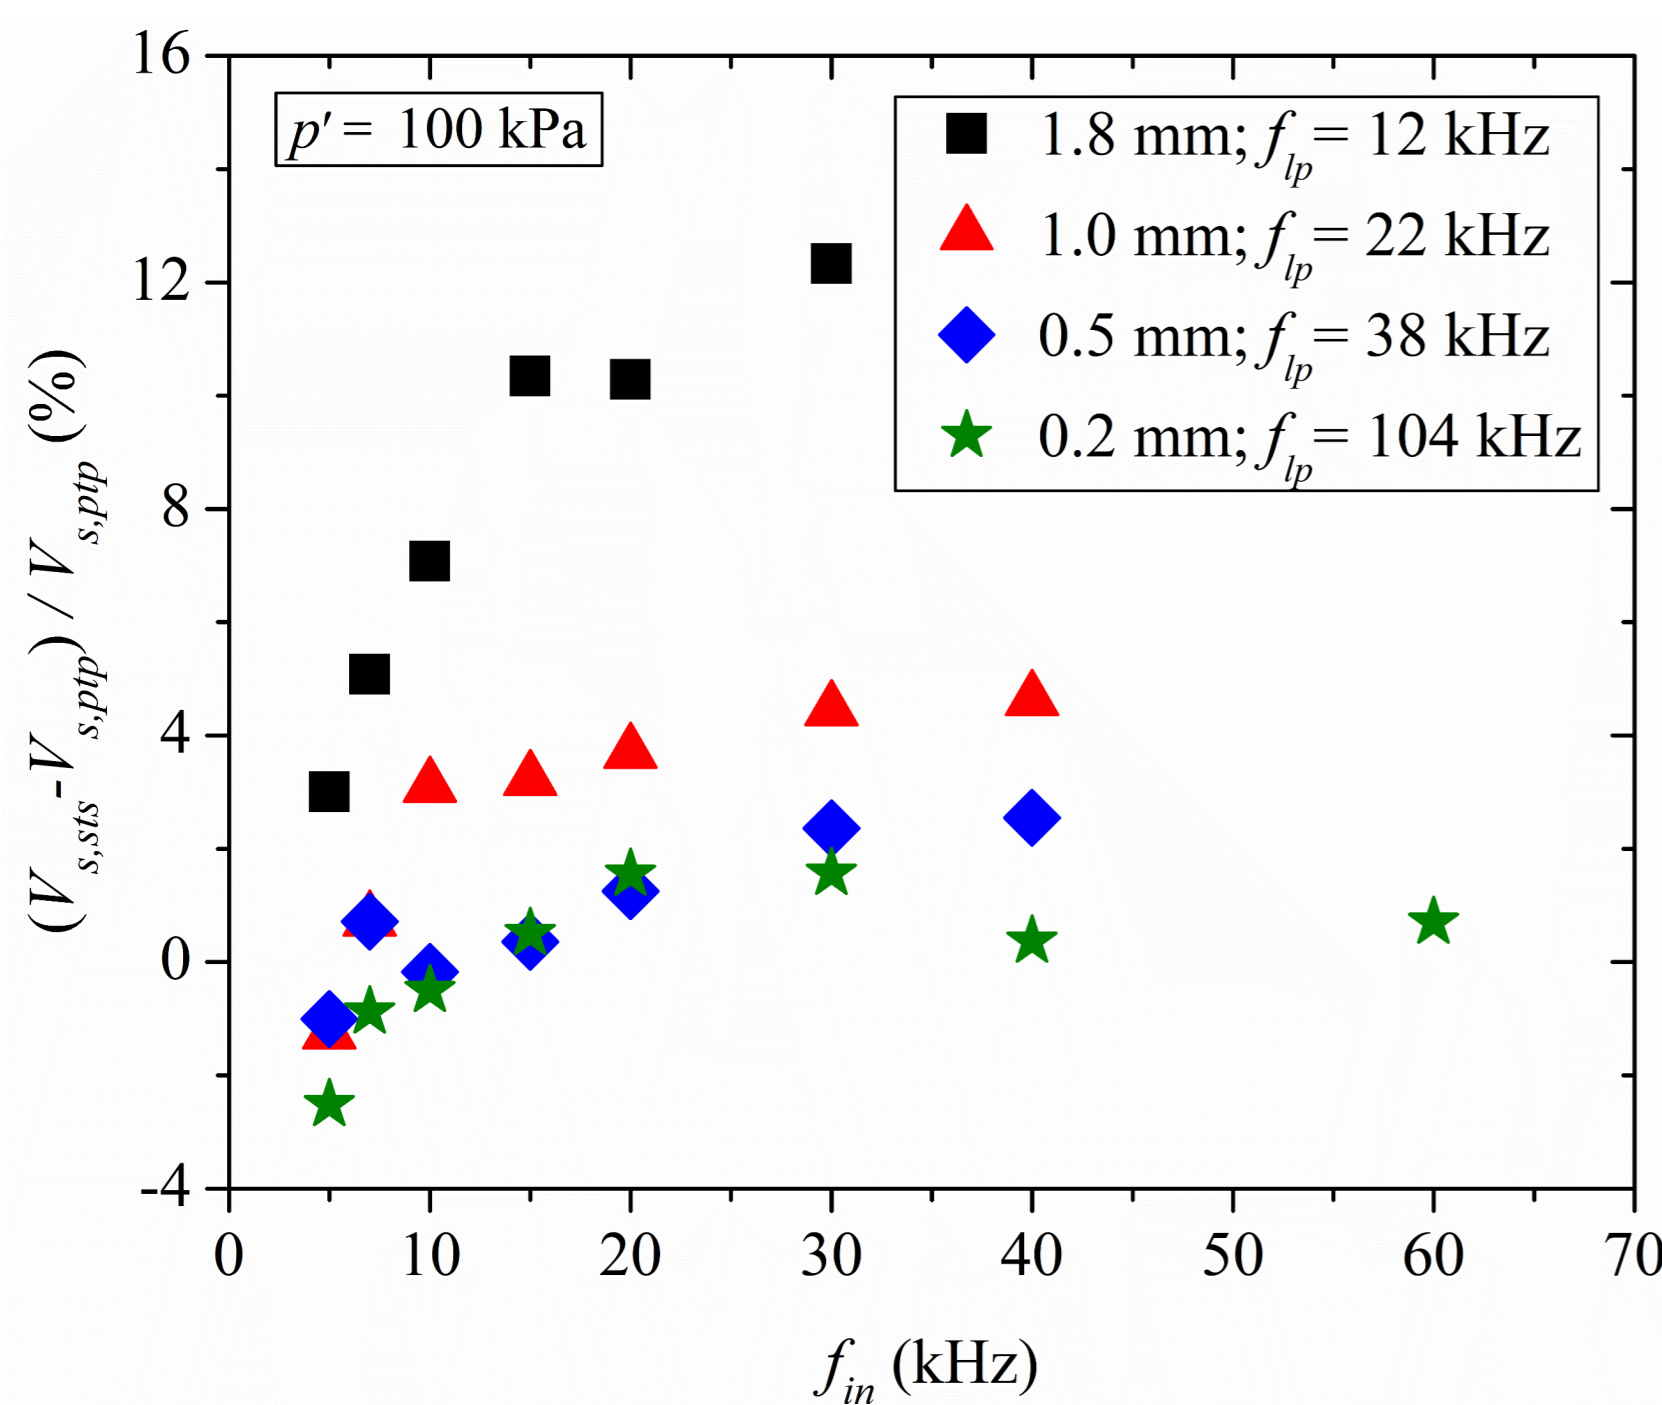 16
p' = 100 kPa
1.8 mm; f_lp = 12 kHz
1.0 mm; f_lp = 22 kHz
0.5 mm; f_lp = 38 kHz
0.2 mm; f_lp = 104 kHz
12
8
4
0
-4
(V_s,sts - V_s,ptp) / V_s,ptp (%)
0 10 20 30 40 50 60 70
f_in (kHz)